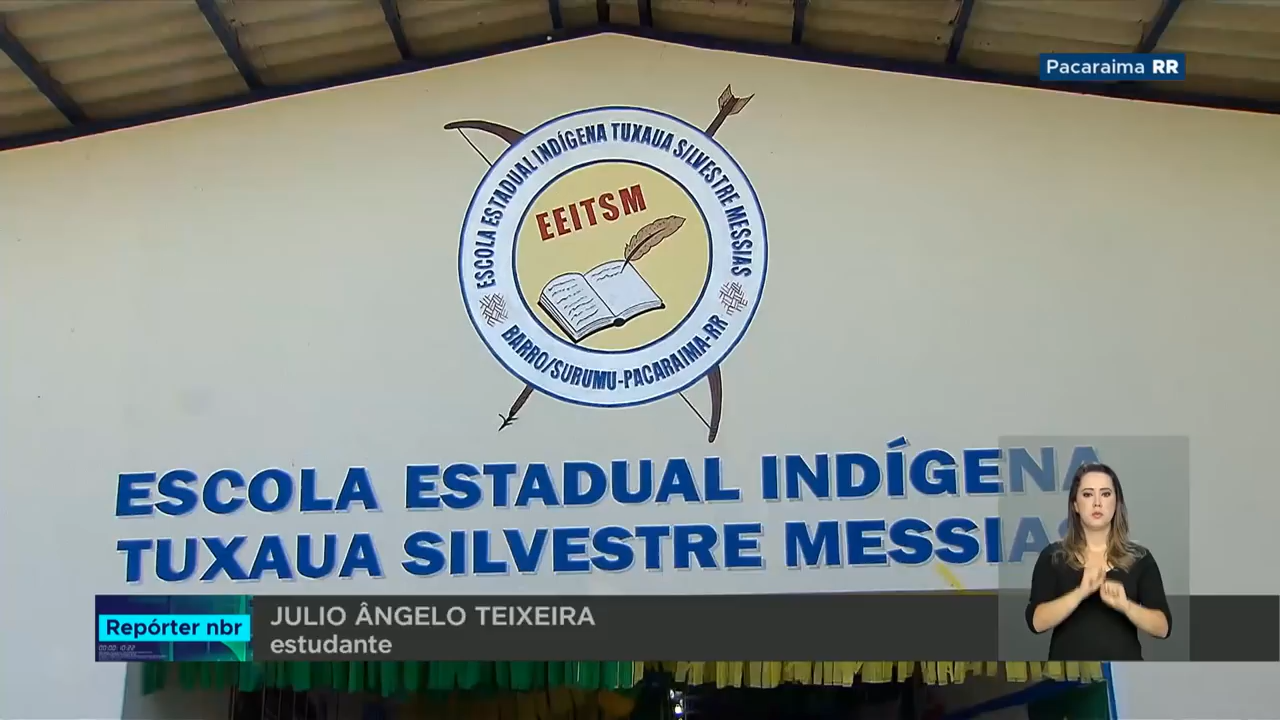 Pacaraima RR
ESCOLA ESTADUAL INDÍGENA TUXAUA SILVESTRE MESSIAS
EEITSM
BARRO/SURUMU-PACARAIMA-RR
ESCOLA ESTADUAL INDÍGENA
TUXAUA SILVESTRE MESSIAS
Repórter nbr
JULIO ÂNGELO TEIXEIRA
estudante